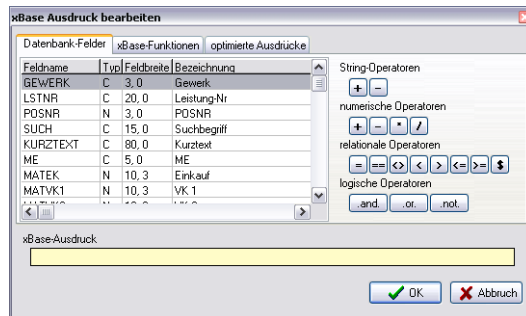 xBase Ausdruck bearbeiten
Datenbank-Felder xBase-Funktionen optimierte Ausdrücke
Feldname Typ Feldbreite Bezeichnung
GEWERK C 3, 0 Gewerk
LSTNR C 20, 0 Leistung-Nr
POSNR N 3, 0 POSNR
SUCH C 15, 0 Suchbegriff
KURZTEXT C 80, 0 Kurztext
ME C 5, 0 ME
MATEK N 10, 3 Einkauf
MATVK1 N 10, 3 VK 1
String-Operatoren
+ -
numerische Operatoren
+ - * /
relationale Operatoren
= == <> < > <= >= $
logische Operatoren
.and. .or. .not.
xBase-Ausdruck
OK Abbruch